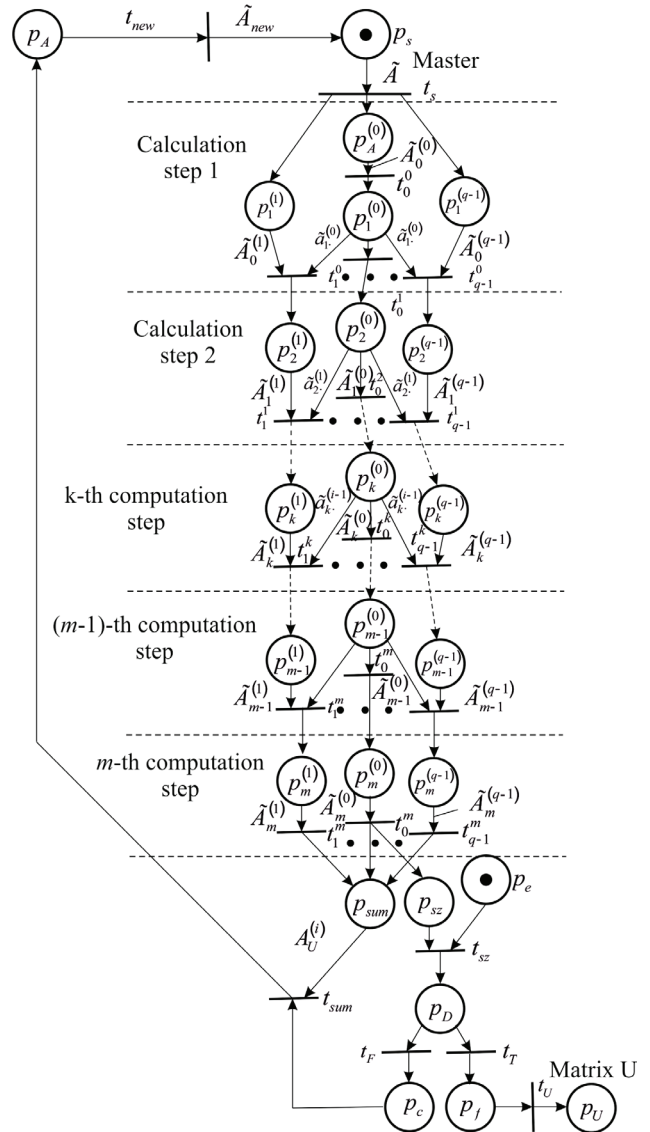 p_A t_new Ã_new p_s
Master
Ã t_s
Calculation
step 1
p_A^(0)
Ã_0^(0)
t_0^0
p_1^(1) p_1^(0) p_1^(q-1)
Ã_0^(1) ã_1·^(0) ã_1·^(0) Ã_0^(q-1)
t_1^0 t_q-1^0
t_0^1
Calculation
step 2
p_2^(1) p_2^(0) p_2^(q-1)
Ã_1^(1) ã_2·^(1) Ã_1^(0) t_0^2 ã_2·^(1) Ã_1^(q-1)
t_1^1 t_q-1^1
k-th computation
step
p_k^(1) p_k^(0) p_k^(q-1)
ã_k·^(i-1) ã_k·^(i-1)
Ã_k^(1) t_1^k Ã_k^(0) t_0^k t_q-1^k Ã_k^(q-1)
(m-1)-th computation
step
p_m-1^(1) p_m-1^(0) p_m-1^(q-1)
t_0^m
Ã_m-1^(1) Ã_m-1^(0) Ã_m-1^(q-1)
t_1^m
m-th computation
step
p_m^(1) p_m^(0) p_m^(q-1)
Ã_m^(1) Ã_m^(0) Ã_m^(q-1)
t_1^m t_0^m t_q-1^m
p_sum p_sz p_e
A_U^(i)
t_sz
t_sum
p_D
t_F t_T
Matrix U
t_U
p_c p_f p_U